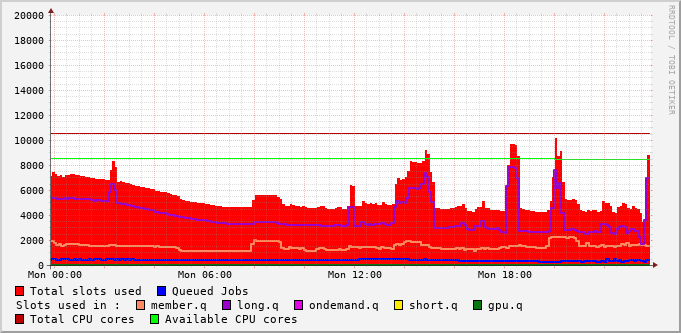 RRDTOOL / TOBI OETIKER
20000
18000
16000
14000
12000
10000
8000
6000
4000
2000
0
Mon 00:00 Mon 06:00 Mon 12:00 Mon 18:00
Total slots used Queued Jobs
Slots used in : member.q long.q ondemand.q short.q gpu.q
Total CPU cores Available CPU cores